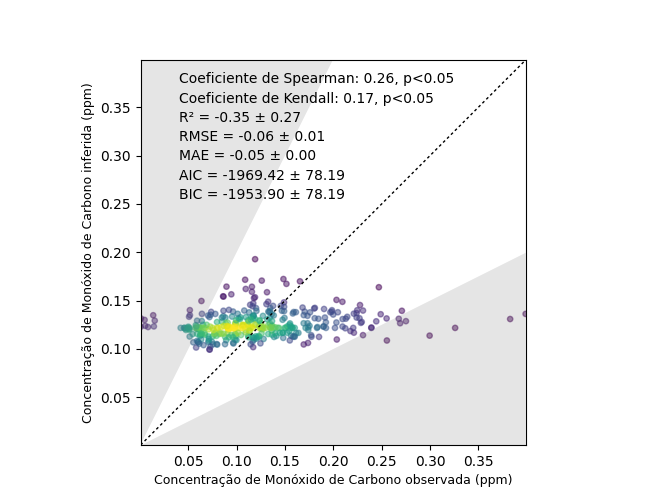 Coeficiente de Spearman: 0.26, p<0.05
Coeficiente de Kendall: 0.17, p<0.05
R² = -0.35 ± 0.27
RMSE = -0.06 ± 0.01
MAE = -0.05 ± 0.00
AIC = -1969.42 ± 78.19
BIC = -1953.90 ± 78.19
Concentração de Monóxido de Carbono inferida (ppm)
0.35
0.30
0.25
0.20
0.15
0.10
0.05
0.05 0.10 0.15 0.20 0.25 0.30 0.35
Concentração de Monóxido de Carbono observada (ppm)